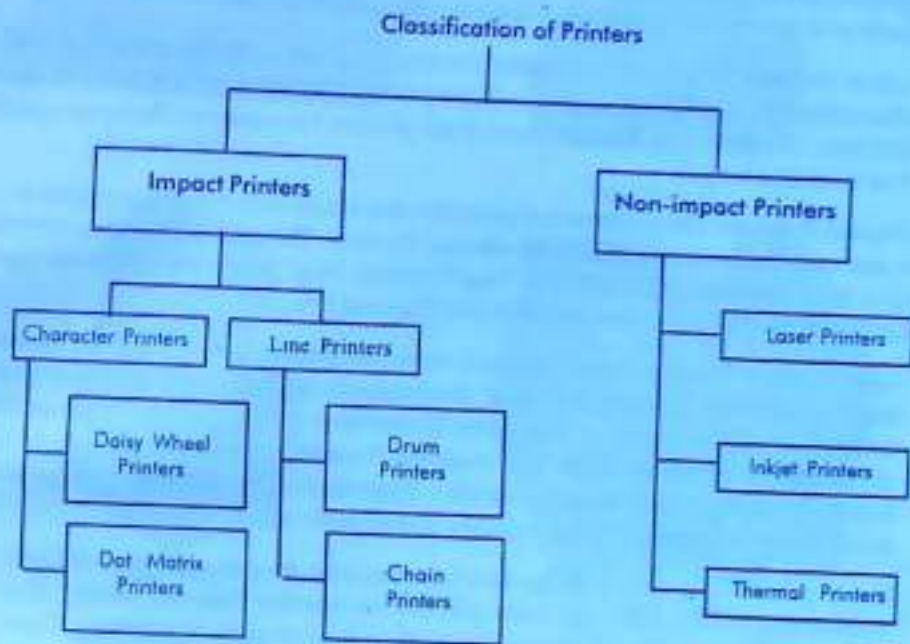 Classification of Printers
Impact Printers
Non-impact Printers
Character Printers
Line Printers
Laser Printers
Daisy Wheel
Printers
Drum
Printers
Inkjet Printers
Dot Matrix
Printers
Chain
Printers
Thermal Printers